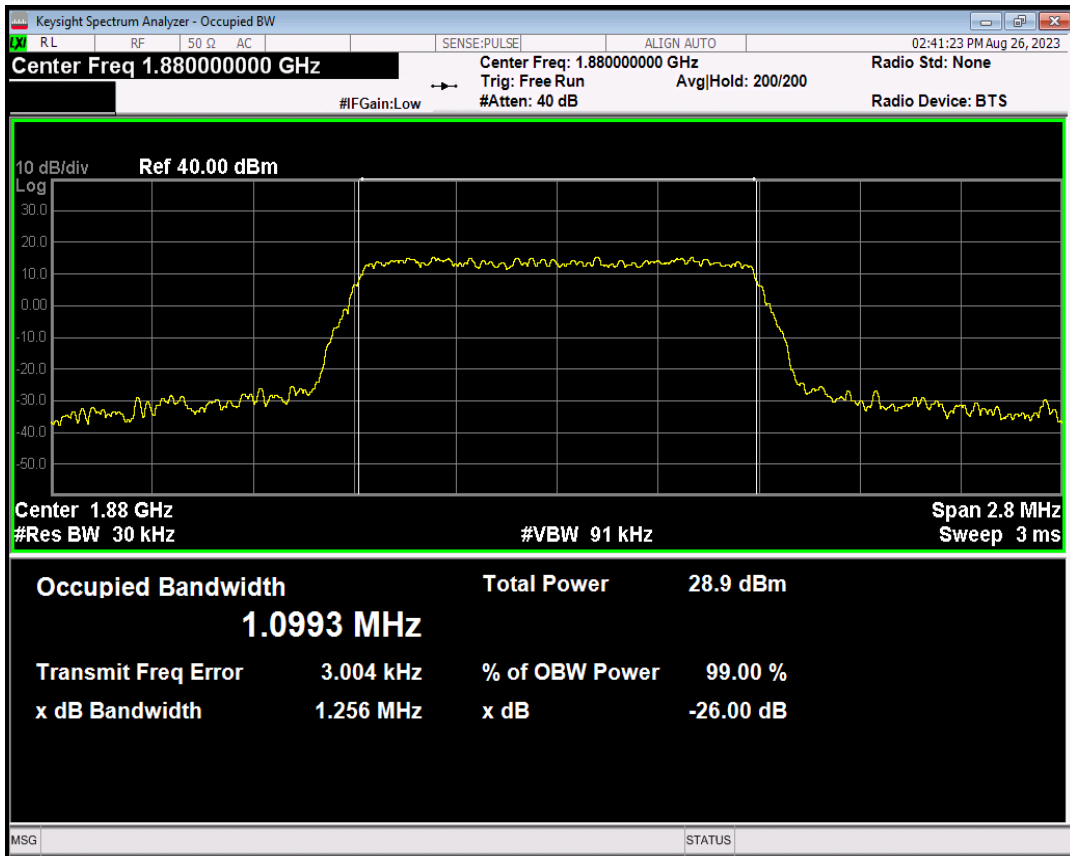 Keysight Spectrum Analyzer - Occupied BW
LXI RL RF 50 Ω AC SENSE:PULSE ALIGN AUTO 02:41:23 PM Aug 26, 2023
Center Freq 1.880000000 GHz
Center Freq: 1.880000000 GHz
Radio Std: None
Trig: Free Run Avg|Hold: 200/200
#IFGain:Low #Atten: 40 dB Radio Device: BTS
10 dB/div Ref 40.00 dBm
Log
30.0
20.0
10.0
0.00
-10.0
-20.0
-30.0
-40.0
-50.0
Center 1.88 GHz Span 2.8 MHz
#Res BW 30 kHz #VBW 91 kHz Sweep 3 ms
Occupied Bandwidth Total Power 28.9 dBm
1.0993 MHz
Transmit Freq Error 3.004 kHz % of OBW Power 99.00 %
x dB Bandwidth 1.256 MHz x dB -26.00 dB
MSG STATUS